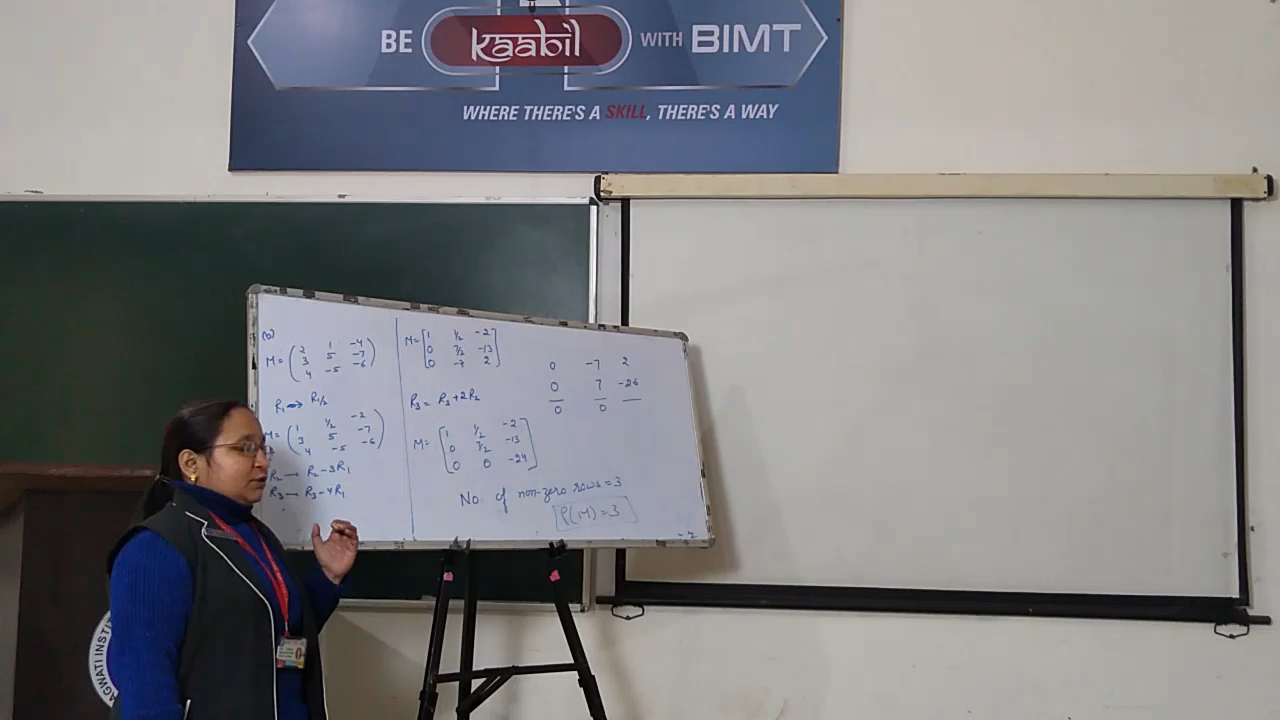 BE kaabil WITH BIMT
WHERE THERE'S A SKILL, THERE'S A WAY
M= ( 2 1 -4
3 5 -7
4 -5 -6 )
R₁ → R₁/₂
M= ( 1 1/2 -2
3 5 -7
4 -5 -6 )
R₂ → R₂-3R₁
R₃ → R₃-4R₁
M= [ 1 1/2 -2
0 7/2 -13
0 -7 2 ]
R₃ = R₃+2R₂
M= [ 1 1/2 -2
0 7/2 -13
0 0 -24 ]
0 -7 2
0 7 -26
0 0
No. of non-zero rows=3
ρ(M)=3
AGWATI INSTI